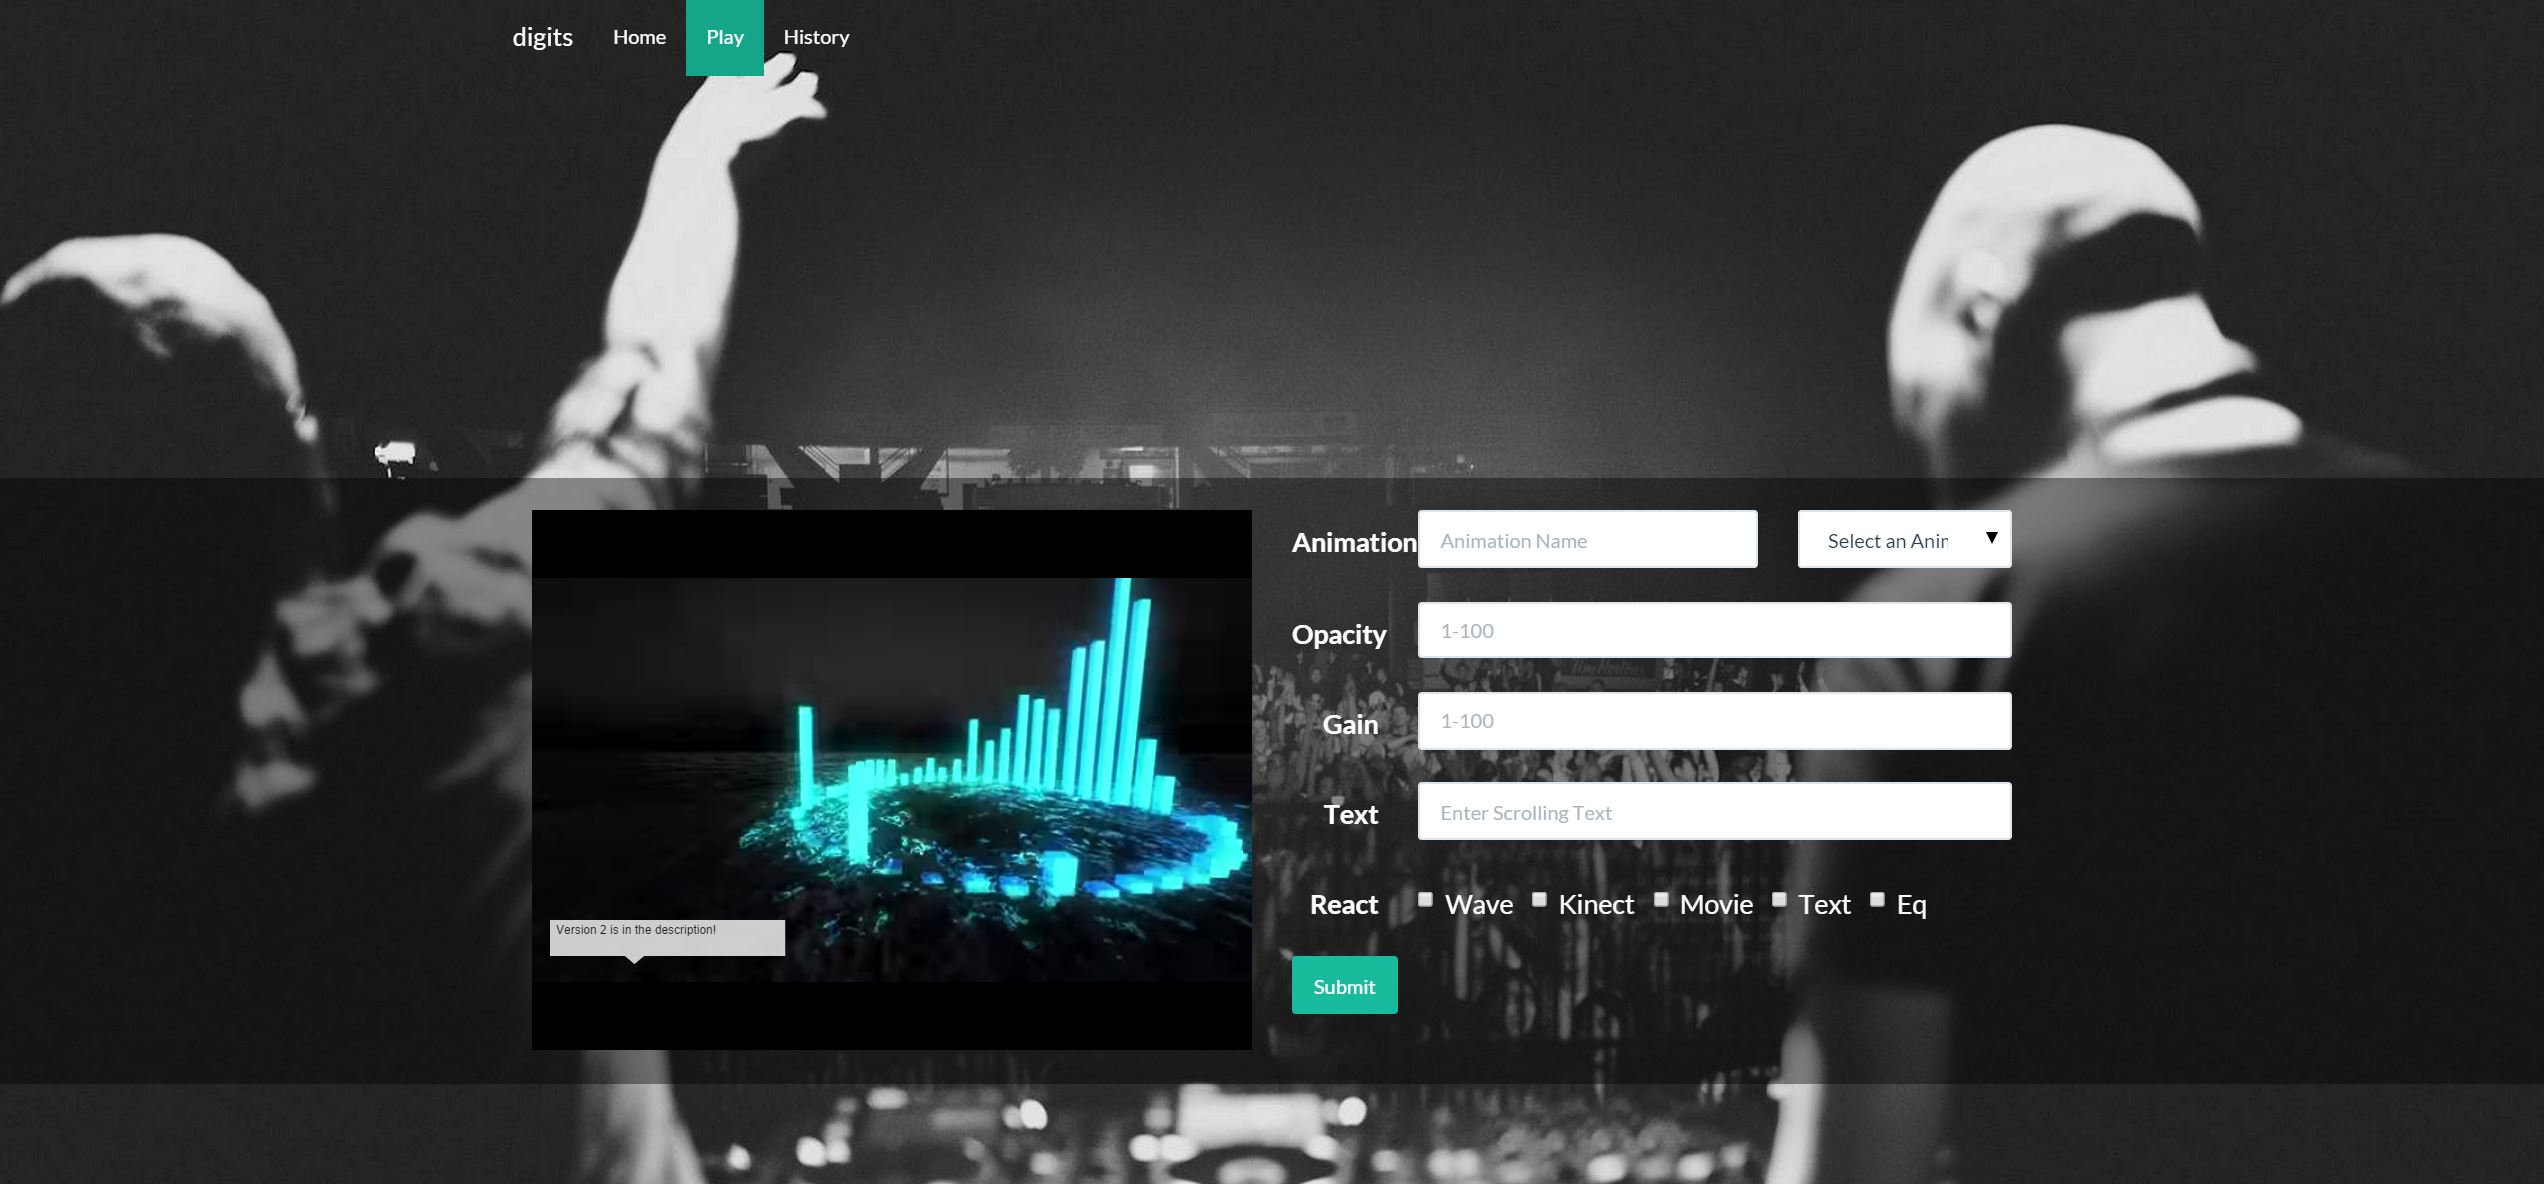 digits Home Play History
Animation Animation Name Select an Anin ▼
Opacity 1-100
Gain 1-100
Text Enter Scrolling Text
React Wave Kinect Movie Text Eq
Version 2 is in the description!
Submit